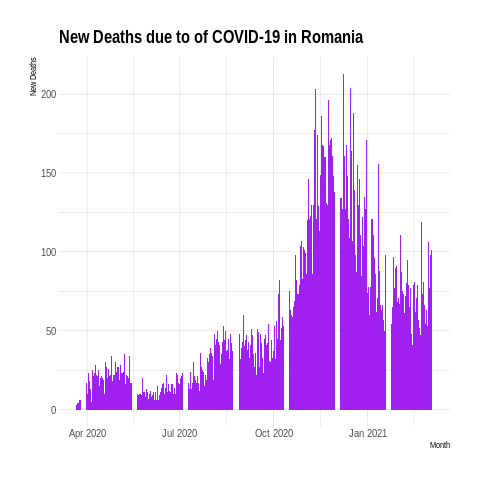 New Deaths due to of COVID-19 in Romania
New Deaths
200
150
100
50
0
Apr 2020 Jul 2020 Oct 2020 Jan 2021
Month